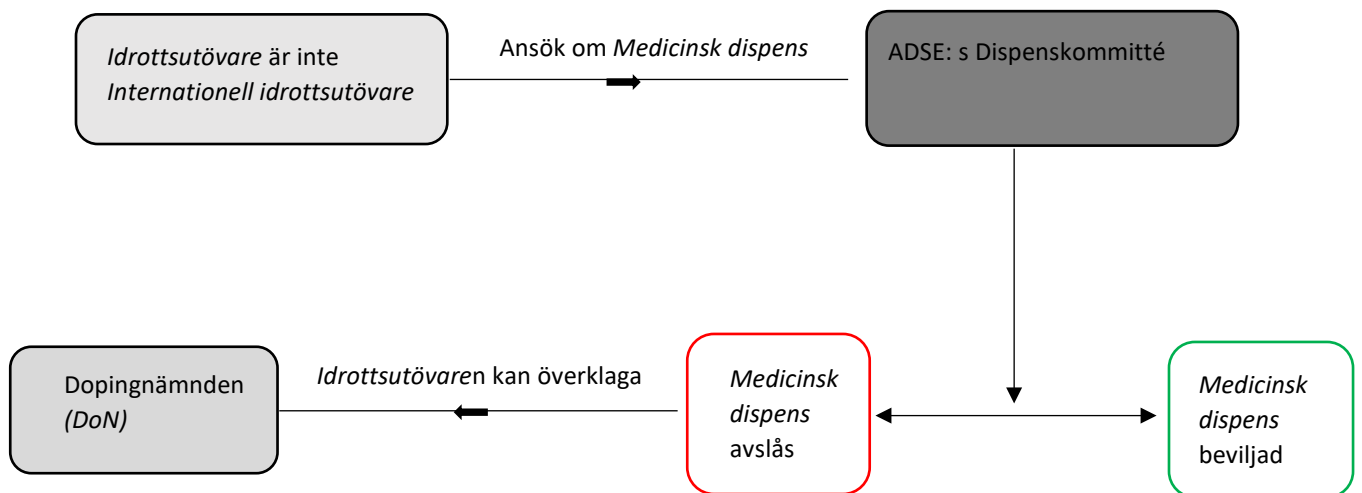 Idrottsutövare är inte
Internationell idrottsutövare
Ansök om Medicinsk dispens
ADSE: s Dispenskommitté
Dopingnämnden
(DoN)
Idrottsutövaren kan överklaga
Medicinsk
dispens
avslås
Medicinsk
dispens
beviljad